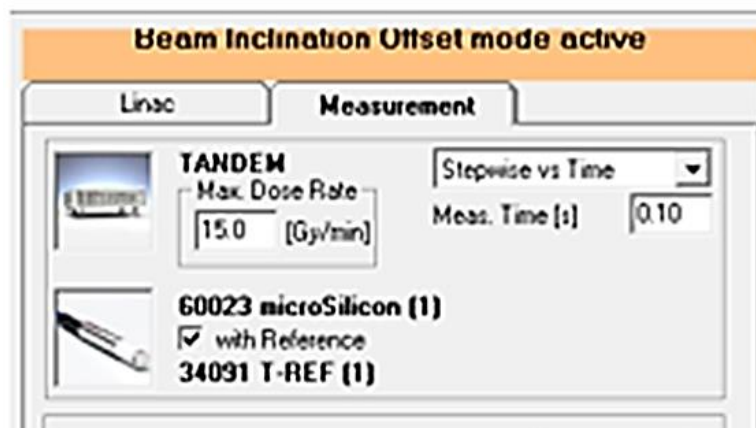 Beam Inclination Offset mode active
Linac Measurement
TANDEM
Stepwise vs Time
Max. Dose Rate
15.0 [Gy/min]
Meas. Time [s] 0.10
60023 microSilicon (1)
with Reference
34091 T-REF (1)